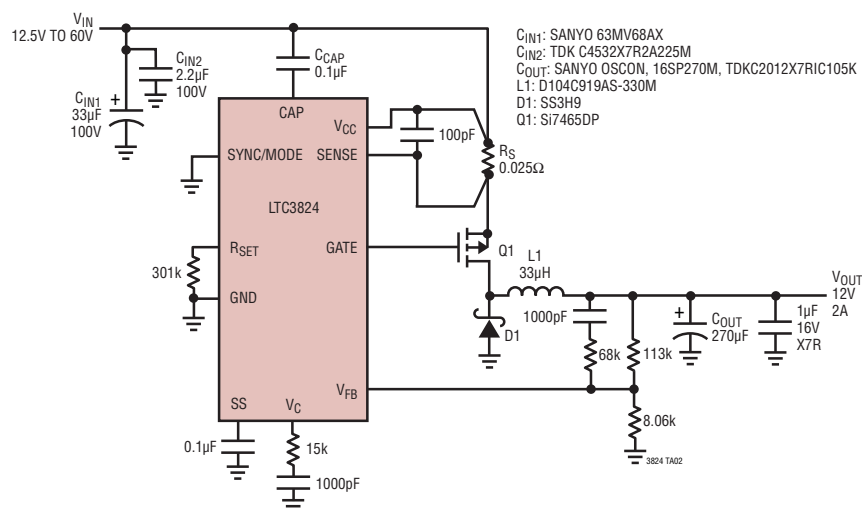 VIN
12.5V TO 60V
CIN2
2.2µF
100V
CIN1
33µF
100V
+
CCAP
0.1µF
CIN1: SANYO 63MV68AX
CIN2: TDK C4532X7R2A225M
COUT: SANYO OSCON, 16SP270M, TDKC2012X7RIC105K
L1: D104C919AS-330M
D1: SS3H9
Q1: Si7465DP
CAP
VCC
SYNC/MODE
SENSE
100pF
RS
0.025Ω
LTC3824
RSET
GATE
Q1
301k
GND
L1
33µH
VOUT
12V
2A
1000pF
D1
68k
113k
+
COUT
270µF
1µF
16V
X7R
VFB
SS
VC
8.06k
0.1µF
15k
1000pF
3824 TA02